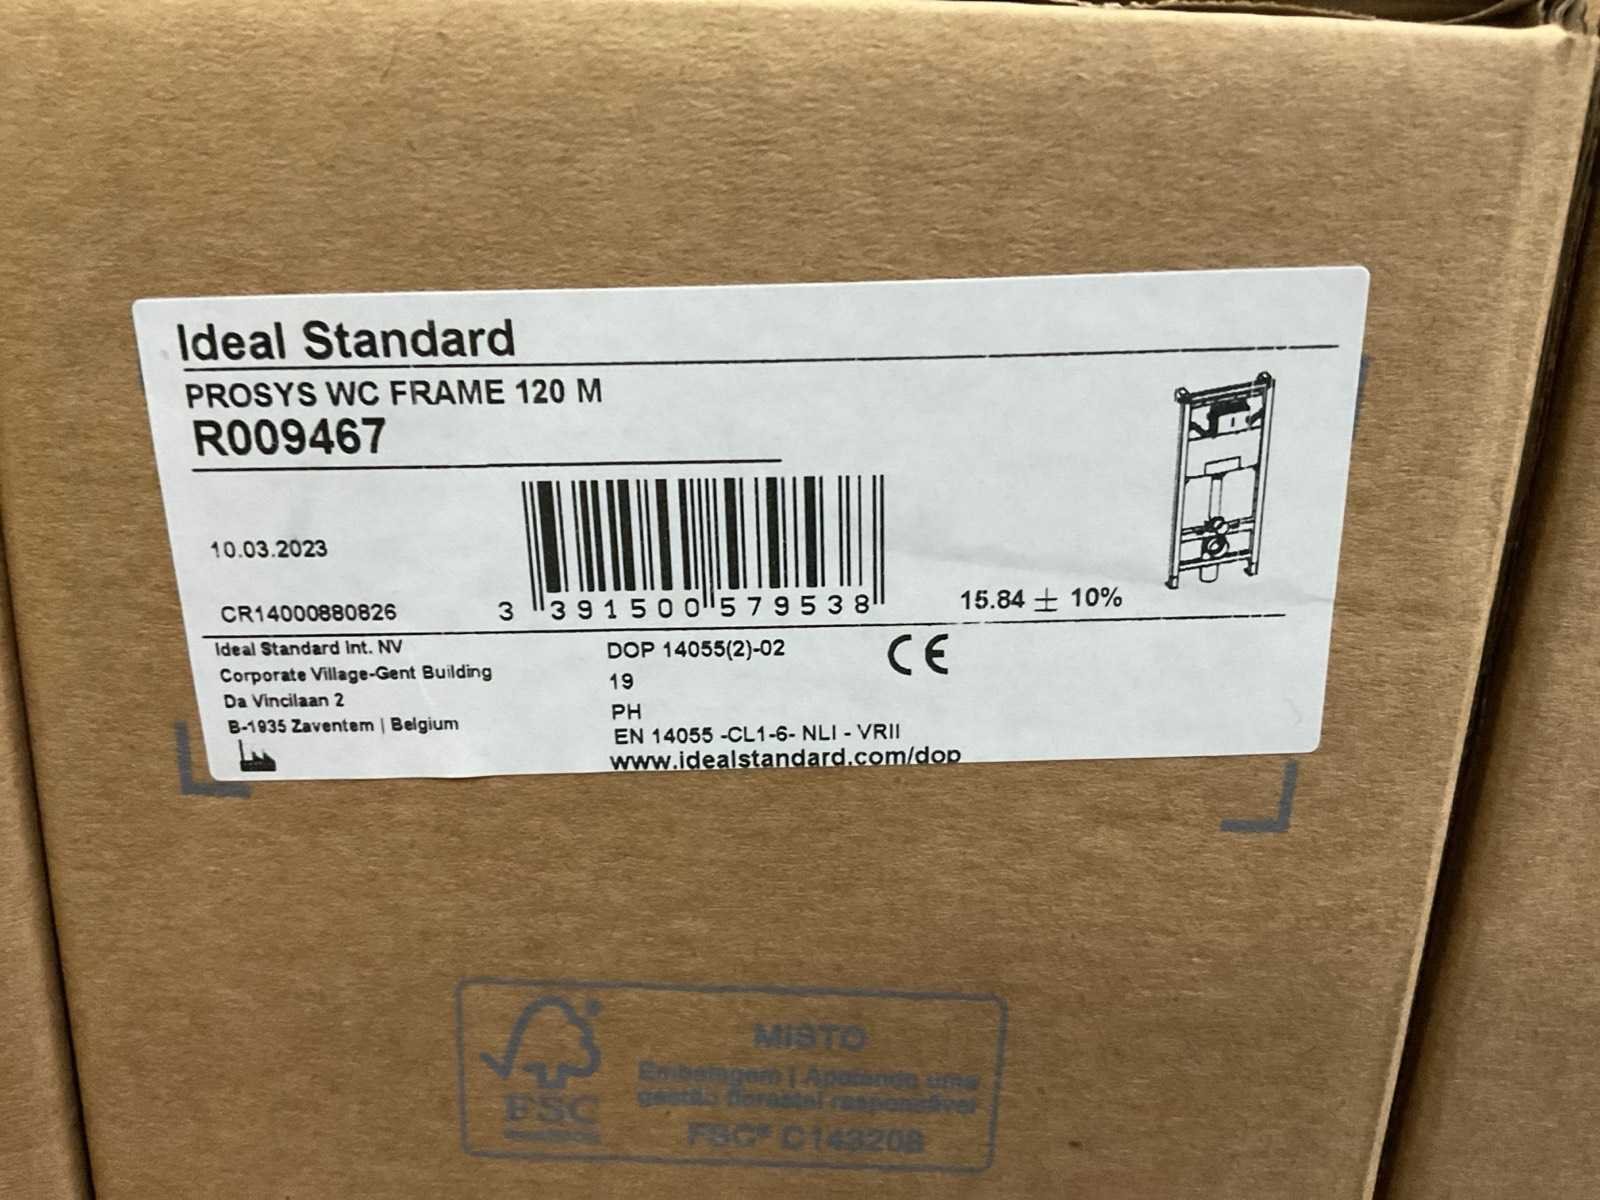 Ideal Standard
PROSYS WC FRAME 120 M
R009467
10.03.2023
CR14000880826
3 391500 579538
15.84 ± 10%
Ideal Standard Int. NV
Corporate Village-Gent Building
Da Vincilaan 2
B-1935 Zaventem | Belgium
DOP 14055(2)-02
CE
19
PH
EN 14055 -CL1-6- NLI - VRII
www.idealstandard.com/dop
FSC
MISTO
Embalagem | Apoiando uma
gestão florestal responsável
FSC® C143208